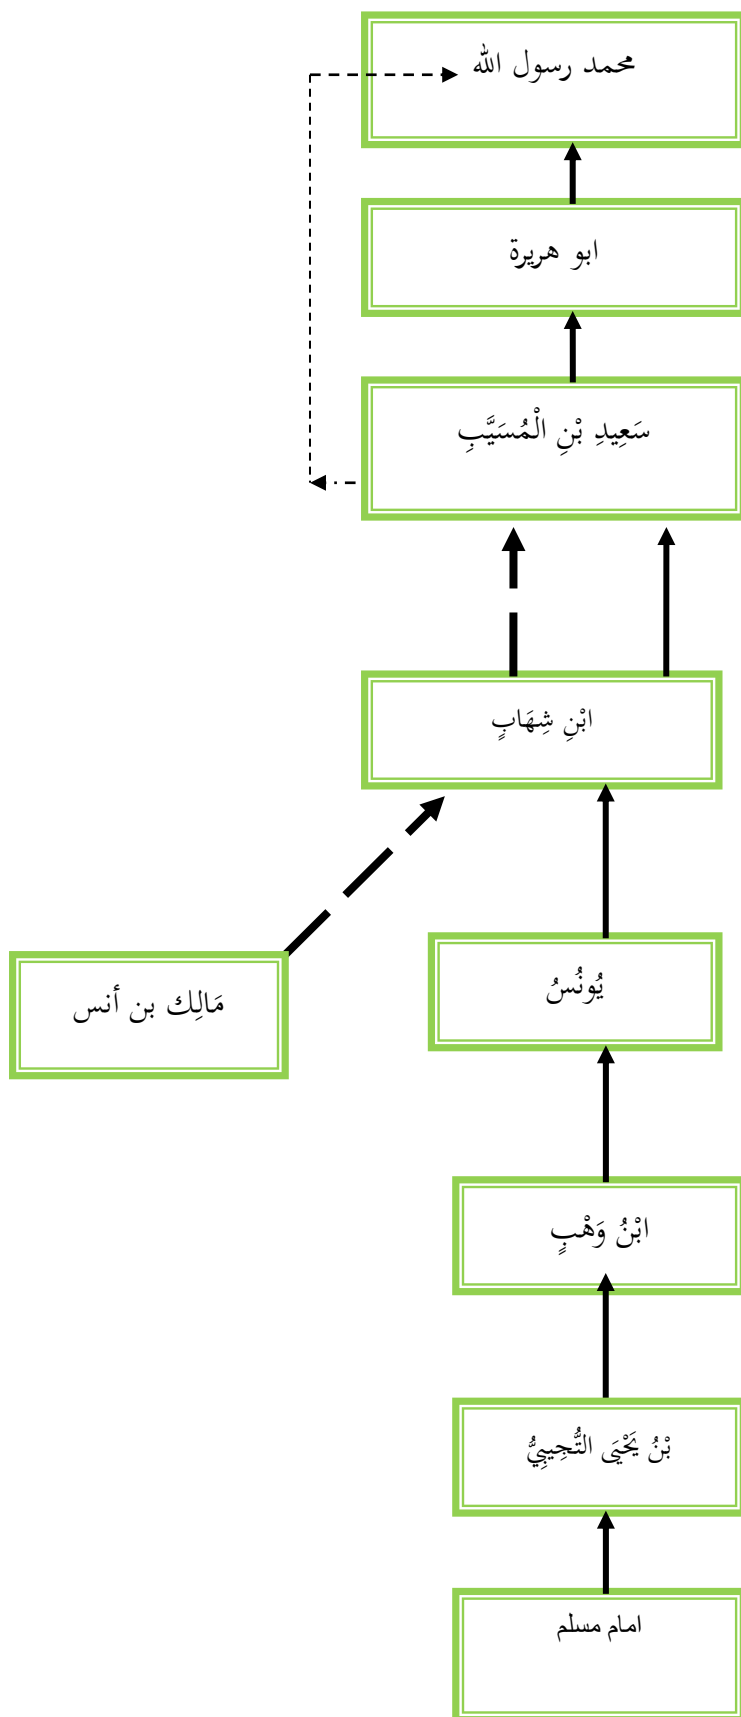 محمد رسول الله
ابو هريرة
سَعِيدِ بْنِ الْمُسَيَّبِ
ابْنِ شِهَابٍ
مَالِك بن أنس
يُونُسُ
ابْنُ وَهْبٍ
بْنُ يَحْيَى التُّجِيبِيُّ
امام مسلم